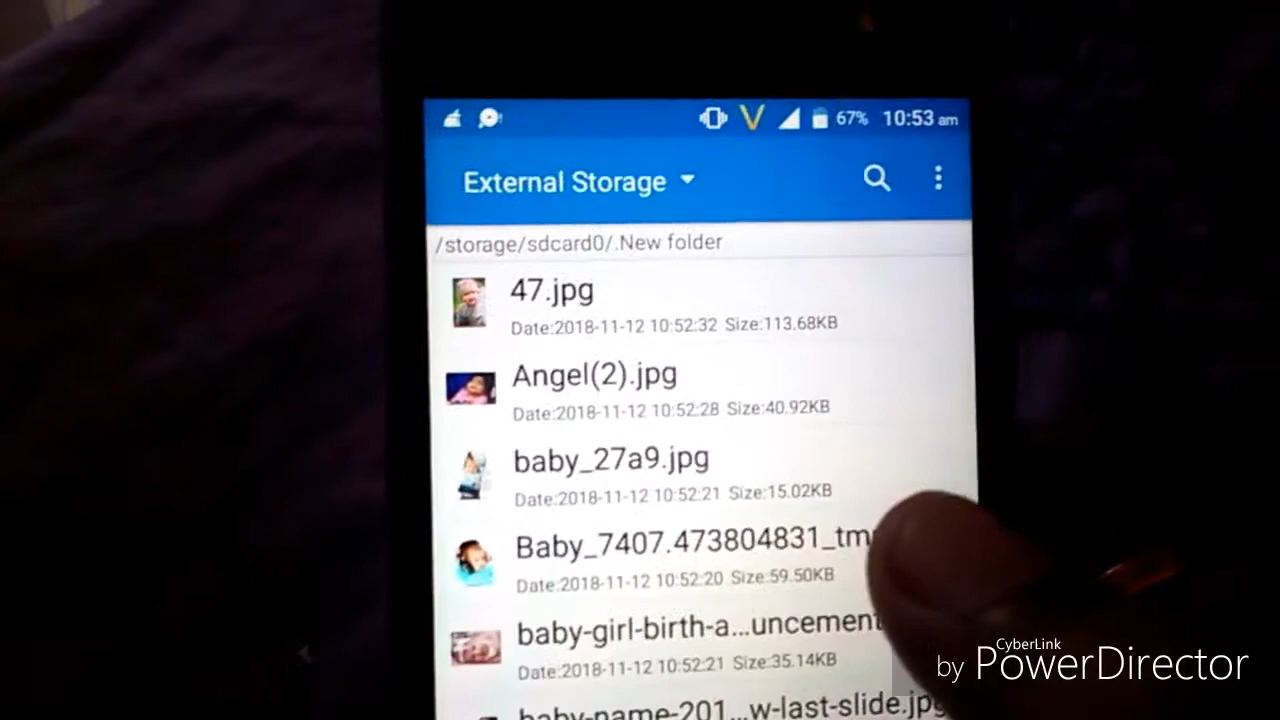 67% 10:53 am
External Storage
/storage/sdcard0/.New folder
47.jpg
Date:2018-11-12 10:52:32 Size:113.68KB
Angel(2).jpg
Date:2018-11-12 10:52:28 Size:40.92KB
baby_27a9.jpg
Date:2018-11-12 10:52:21 Size:15.02KB
Baby_7407.473804831_tm
Date:2018-11-12 10:52:20 Size:59.50KB
baby-girl-birth-a...uncement
Date:2018-11-12 10:52:21 Size:35.14KB
baby-name-201...w-last-slide.jpg
CyberLink
by PowerDirector